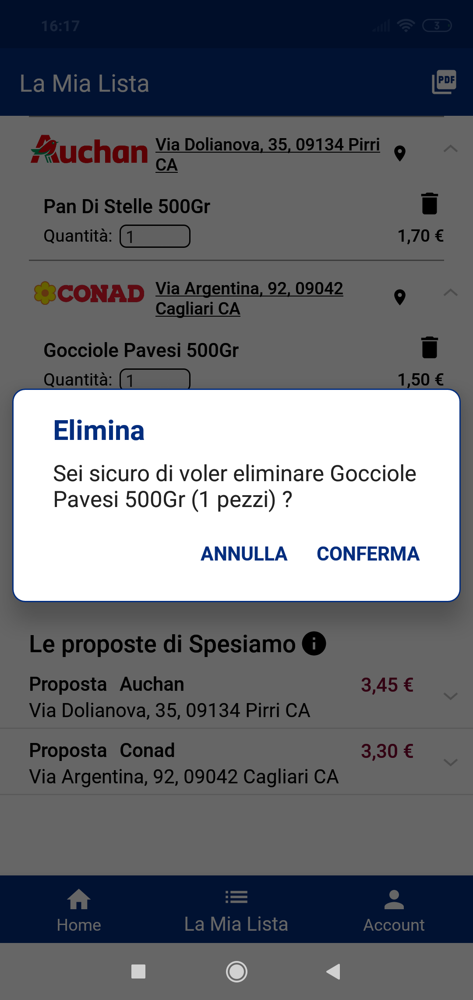 16:17
3
La Mia Lista
PDF
Auchan
Via Dolianova, 35, 09134 Pirri
CA
Pan Di Stelle 500Gr
Quantità: 1
1,70 €
CONAD
Via Argentina, 92, 09042
Cagliari CA
Gocciole Pavesi 500Gr
Quantità: 1
1,50 €
Elimina
Sei sicuro di voler eliminare Gocciole
Pavesi 500Gr (1 pezzi) ?
ANNULLA CONFERMA
Le proposte di Spesiamo
Proposta Auchan 3,45 €
Via Dolianova, 35, 09134 Pirri CA
Proposta Conad 3,30 €
Via Argentina, 92, 09042 Cagliari CA
Home La Mia Lista Account